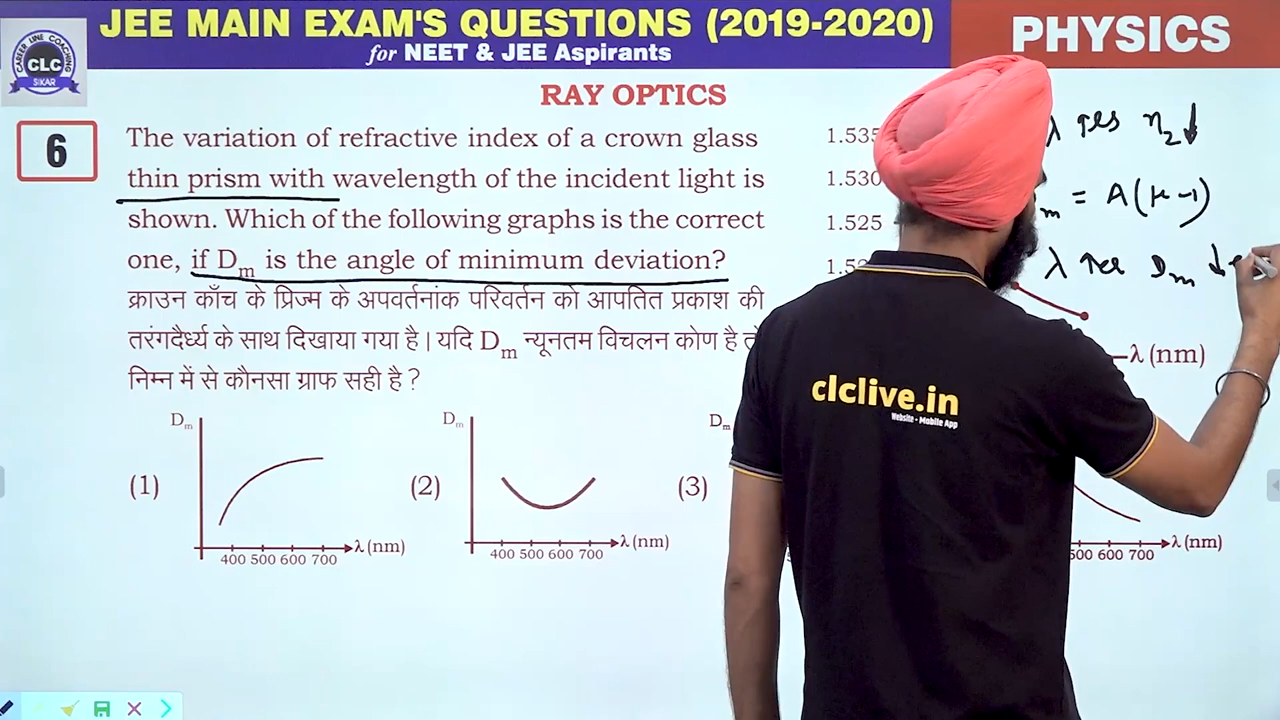 JEE MAIN EXAM'S QUESTIONS (2019-2020)
for NEET & JEE Aspirants
PHYSICS
CAREER LINE COACHING
CLC
SIKAR
RAY OPTICS
6
The variation of refractive index of a crown glass
thin prism with wavelength of the incident light is
shown. Which of the following graphs is the correct
one, if Dm is the angle of minimum deviation?
क्राउन काँच के प्रिज्म के अपवर्तनांक परिवर्तन को आपतित प्रकाश की
तरंगदैर्ध्य के साथ दिखाया गया है। यदि Dm न्यूनतम विचलन कोण है
निम्न में से कौनसा ग्राफ सही है ?
1.535
1.530
1.525
λ n2↓
m = A(μ-1)
λ Dm ↓
λ (nm)
clclive.in
Website • Mobile App
(1)
Dm
400 500 600 700
λ (nm)
(2)
Dm
400 500 600 700
λ (nm)
(3)
Dm
500 600 700
λ (nm)